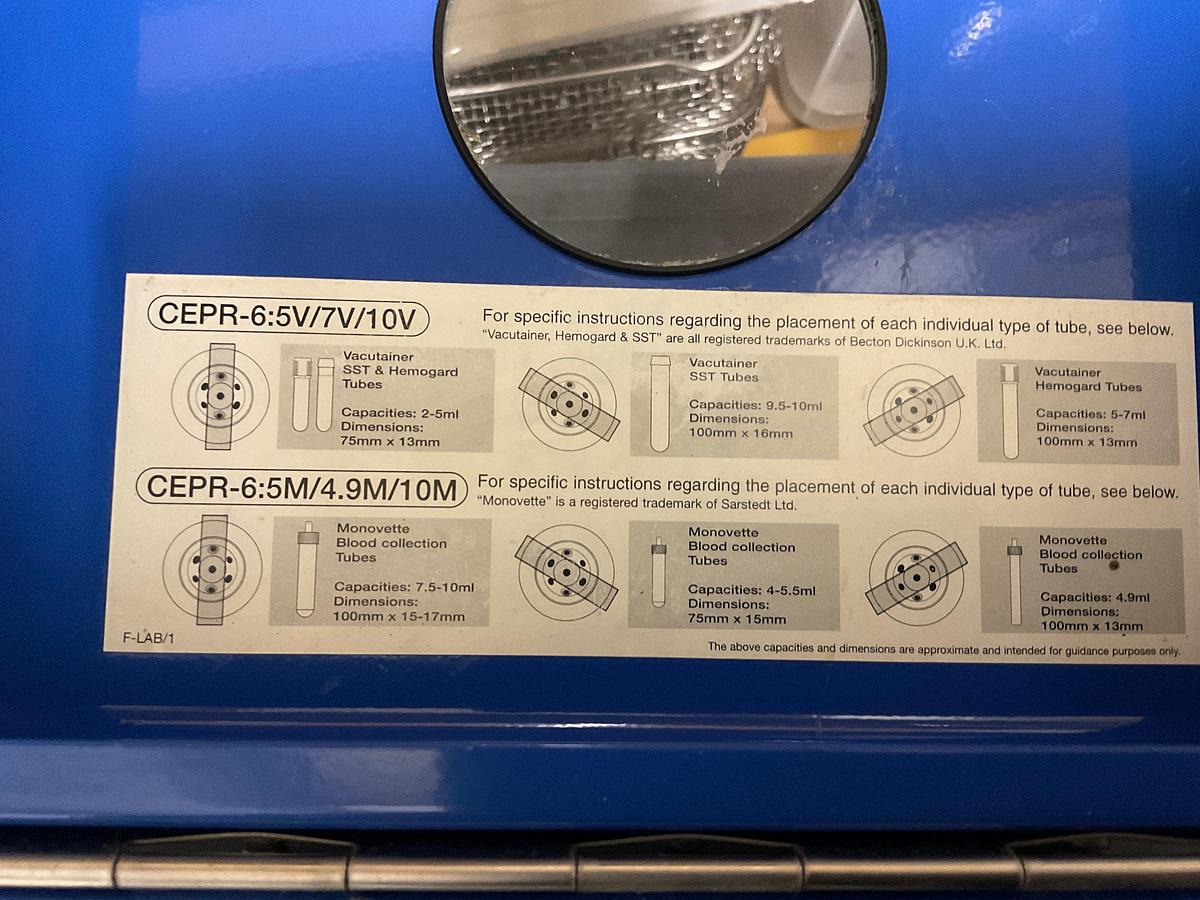 CEPR-6:5V/7V/10V
For specific instructions regarding the placement of each individual type of tube, see below.
"Vacutainer, Hemogard & SST" are all registered trademarks of Becton Dickinson U.K. Ltd.
Vacutainer
SST & Hemogard
Tubes
Capacities: 2-5ml
Dimensions:
75mm x 13mm
Vacutainer
SST Tubes
Capacities: 9.5-10ml
Dimensions:
100mm x 16mm
Vacutainer
Hemogard Tubes
Capacities: 5-7ml
Dimensions:
100mm x 13mm
CEPR-6:5M/4.9M/10M
For specific instructions regarding the placement of each individual type of tube, see below.
"Monovette" is a registered trademark of Sarstedt Ltd.
Monovette
Blood collection
Tubes
Capacities: 7.5-10ml
Dimensions:
100mm x 15-17mm
Monovette
Blood collection
Tubes
Capacities: 4-5.5ml
Dimensions:
75mm x 15mm
Monovette
Blood collection
Tubes
Capacities: 4.9ml
Dimensions:
100mm x 13mm
F-LAB/1
The above capacities and dimensions are approximate and intended for guidance purposes only.